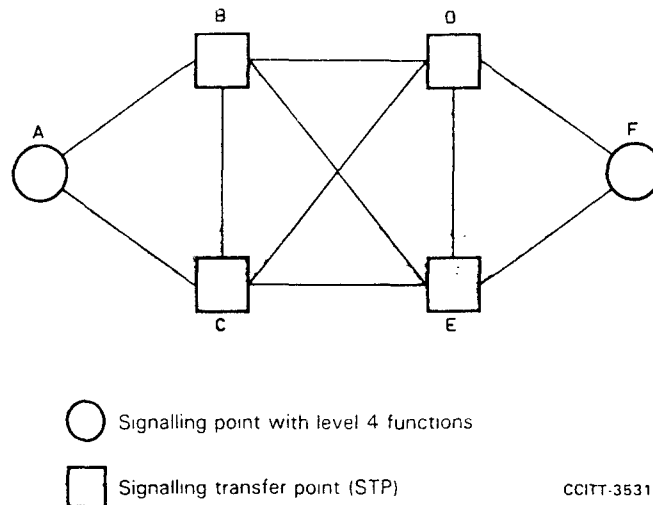 B
D
A
F
C
E
Signalling point with level 4 functions
Signalling transfer point (STP)
CCITT-3531